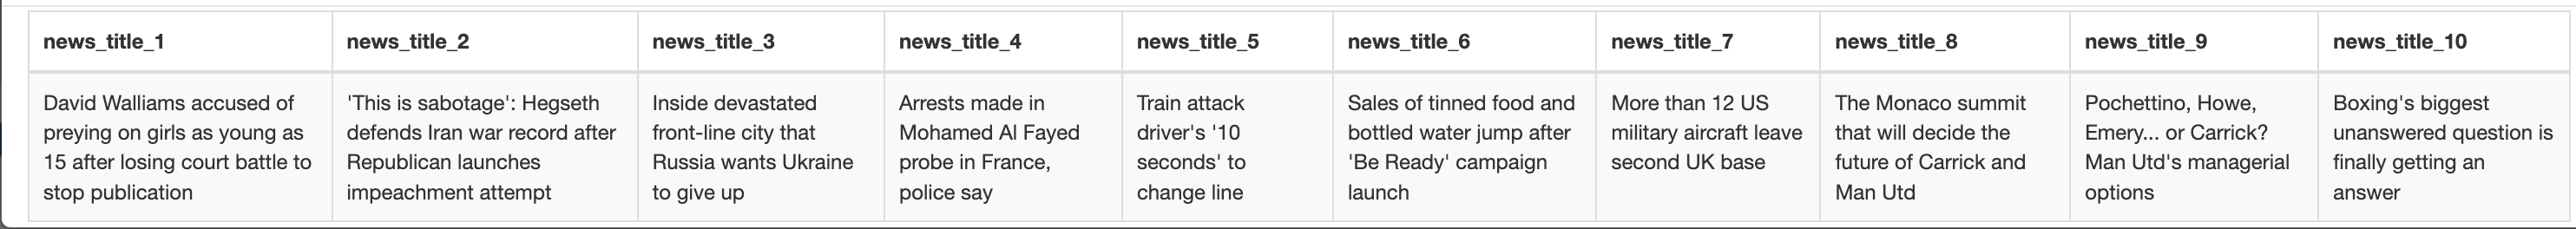 news_title_1
news_title_2
news_title_3
news_title_4
news_title_5
news_title_6
news_title_7
news_title_8
news_title_9
news_title_10
David Walliams accused of
preying on girls as young as
15 after losing court battle to
stop publication
'This is sabotage': Hegseth
defends Iran war record after
Republican launches
impeachment attempt
Inside devastated
front-line city that
Russia wants Ukraine
to give up
Arrests made in
Mohamed Al Fayed
probe in France,
police say
Train attack
driver's '10
seconds' to
change line
Sales of tinned food and
bottled water jump after
'Be Ready' campaign
launch
More than 12 US
military aircraft leave
second UK base
The Monaco summit
that will decide the
future of Carrick and
Man Utd
Pochettino, Howe,
Emery... or Carrick?
Man Utd's managerial
options
Boxing's biggest
unanswered question is
finally getting an
answer